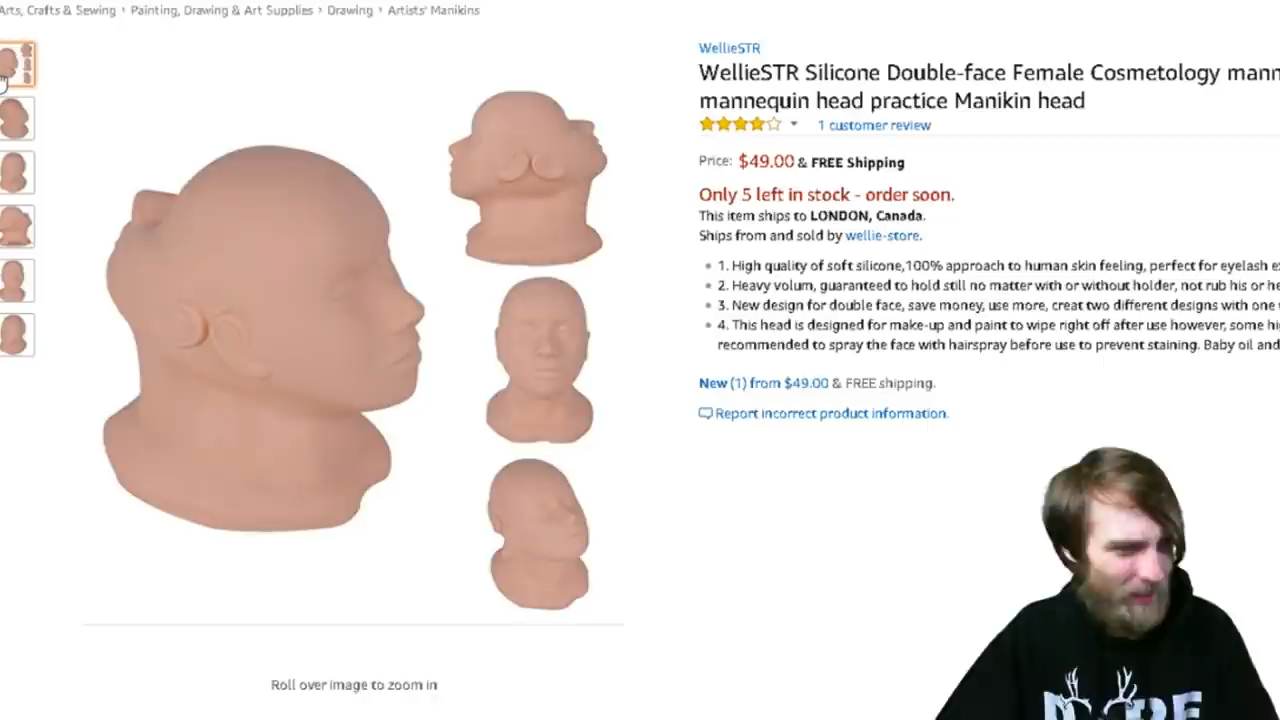 Arts, Crafts & Sewing › Painting, Drawing & Art Supplies › Drawing › Artists' Manikins
WellieSTR
WellieSTR Silicone Double-face Female Cosmetology
mannequin head practice Manikin head
1 customer review
Price: $49.00 & FREE Shipping
Only 5 left in stock - order soon.
This item ships to LONDON, Canada.
Ships from and sold by wellie-store.
1. High quality of soft silicone,100% approach to human skin feeling, perfect for eyelash
2. Heavy volum, guaranteed to hold still no matter with or without holder, not rub his or
3. New design for double face, save money, use more, creat two different designs with one
4. This head is designed for make-up and paint to wipe right off after use however, some
recommended to spray the face with hairspray before use to prevent staining. Baby oil and
New (1) from $49.00 & FREE shipping.
Report incorrect product information.
Roll over image to zoom in